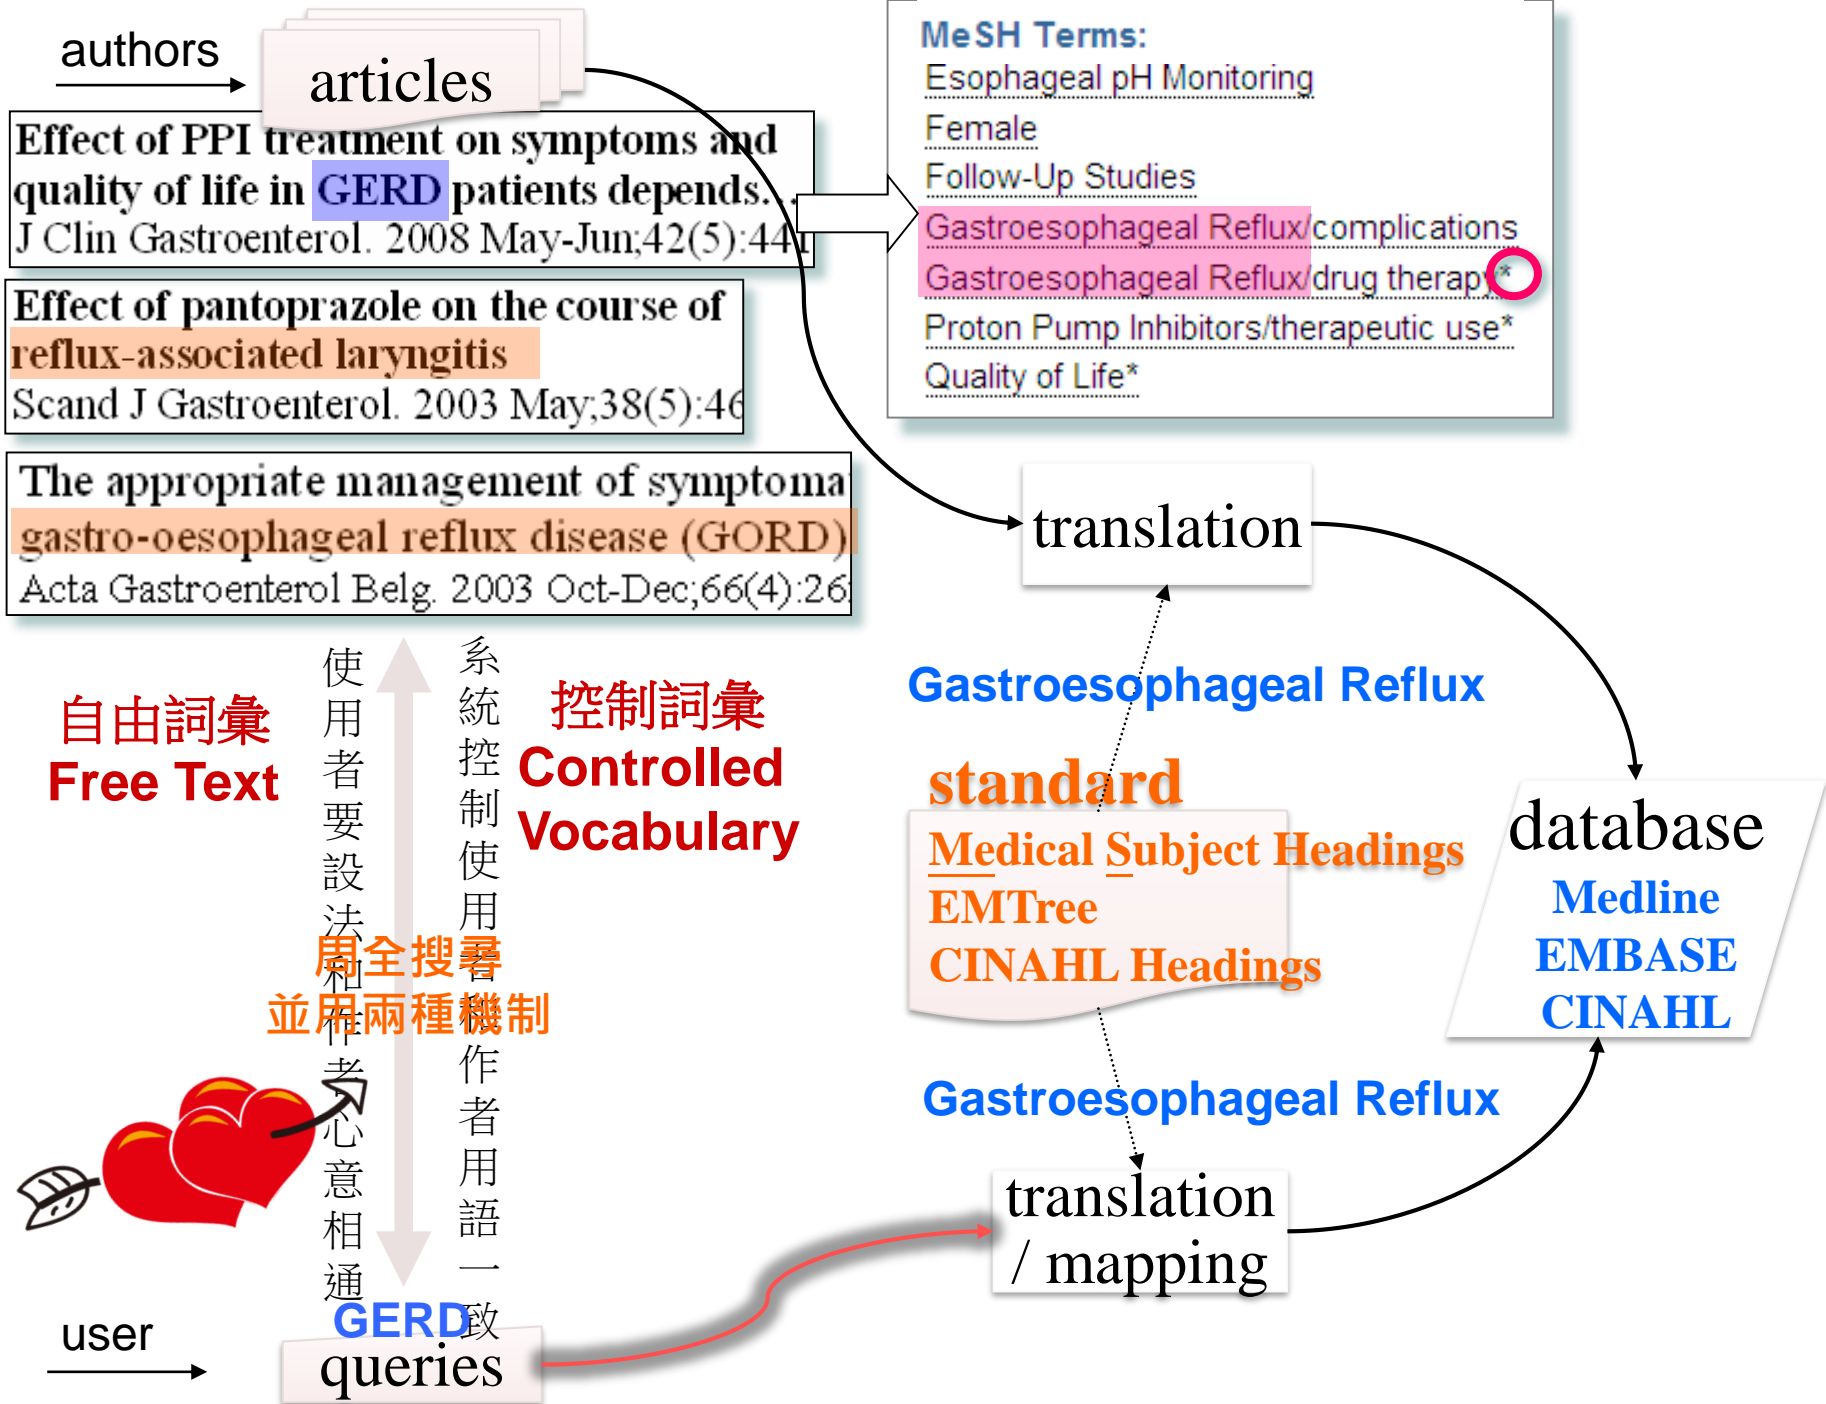 authors
articles
Effect of PPI treatment on symptoms and
quality of life in GERD patients depends…
J Clin Gastroenterol. 2008 May-Jun;42(5):441
Effect of pantoprazole on the course of
reflux-associated laryngitis
Scand J Gastroenterol. 2003 May;38(5):46
The appropriate management of symptoma
gastro-oesophageal reflux disease (GORD)
Acta Gastroenterol Belg. 2003 Oct-Dec;66(4):26
MeSH Terms:
Esophageal pH Monitoring
Female
Follow-Up Studies
Gastroesophageal Reflux/complications
Gastroesophageal Reflux/drug therapy*
Proton Pump Inhibitors/therapeutic use*
Quality of Life*
translation
Gastroesophageal Reflux
standard
Medical Subject Headings
EMTree
CINAHL Headings
database
Medline
EMBASE
CINAHL
Gastroesophageal Reflux
translation
/ mapping
自由詞彙
Free Text
使用者要設法和作者心意相通
系統控制使用者和作者用語一致
控制詞彙
Controlled
Vocabulary
周全搜尋
並用兩種機制
user
GERD
queries